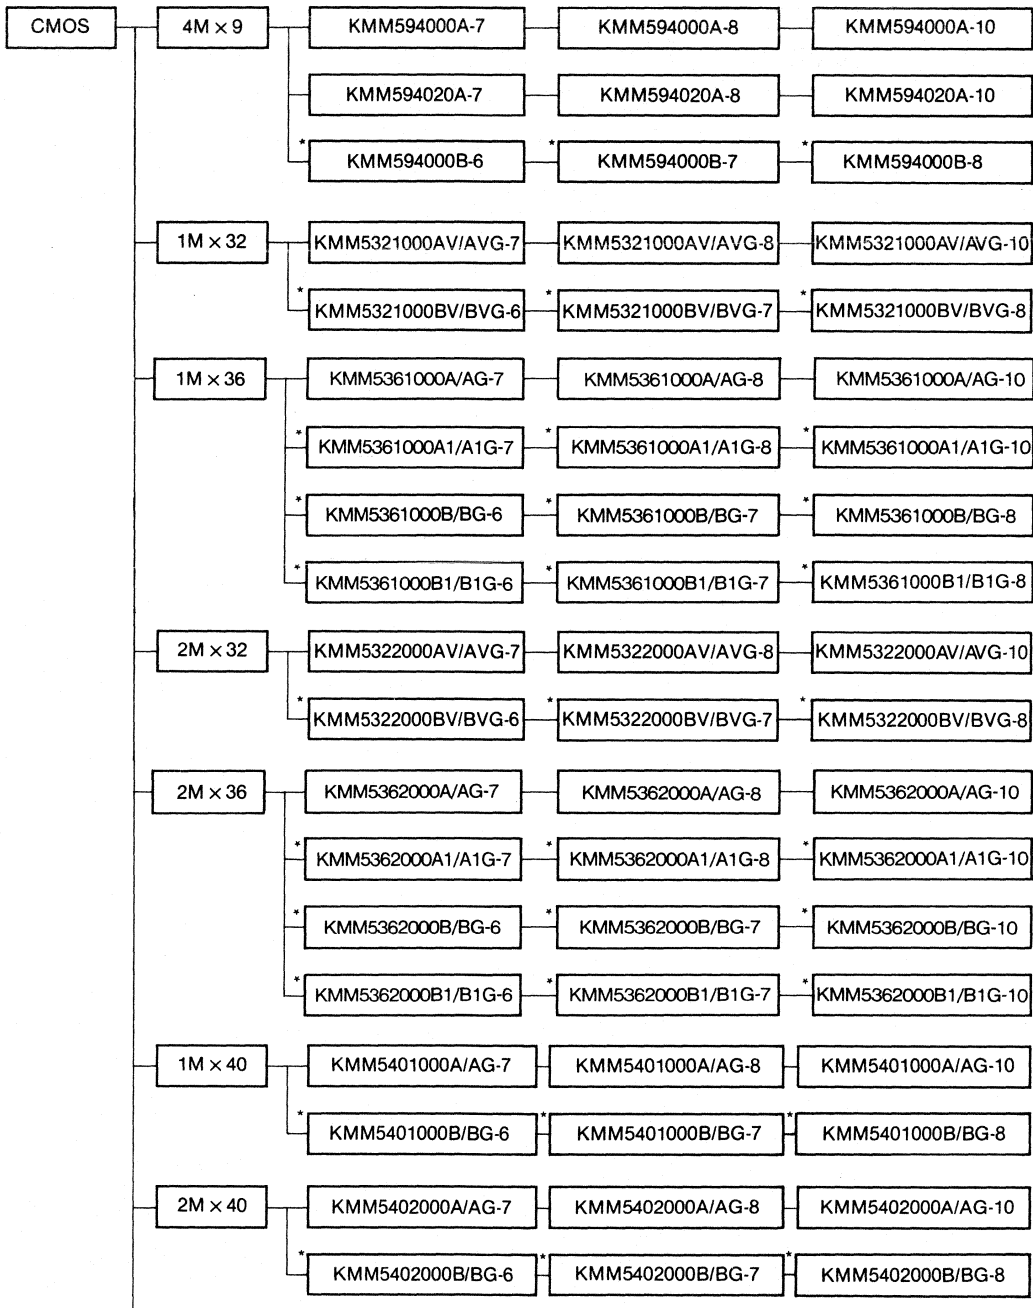 CMOS 4M × 9 KMM594000A-7 KMM594000A-8 KMM594000A-10
KMM594020A-7 KMM594020A-8 KMM594020A-10
* KMM594000B-6 * KMM594000B-7 * KMM594000B-8
1M × 32 KMM5321000AV/AVG-7 KMM5321000AV/AVG-8 KMM5321000AV/AVG-10
* KMM5321000BV/BVG-6 * KMM5321000BV/BVG-7 * KMM5321000BV/BVG-8
1M × 36 KMM5361000A/AG-7 KMM5361000A/AG-8 KMM5361000A/AG-10
* KMM5361000A1/A1G-7 * KMM5361000A1/A1G-8 * KMM5361000A1/A1G-10
* KMM5361000B/BG-6 * KMM5361000B/BG-7 * KMM5361000B/BG-8
* KMM5361000B1/B1G-6 * KMM5361000B1/B1G-7 * KMM5361000B1/B1G-8
2M × 32 KMM5322000AV/AVG-7 KMM5322000AV/AVG-8 KMM5322000AV/AVG-10
* KMM5322000BV/BVG-6 * KMM5322000BV/BVG-7 * KMM5322000BV/BVG-8
2M × 36 KMM5362000A/AG-7 KMM5362000A/AG-8 KMM5362000A/AG-10
* KMM5362000A1/A1G-7 * KMM5362000A1/A1G-8 * KMM5362000A1/A1G-10
* KMM5362000B/BG-6 * KMM5362000B/BG-7 * KMM5362000B/BG-10
* KMM5362000B1/B1G-6 * KMM5362000B1/B1G-7 * KMM5362000B1/B1G-10
1M × 40 KMM5401000A/AG-7 KMM5401000A/AG-8 KMM5401000A/AG-10
* KMM5401000B/BG-6 * KMM5401000B/BG-7 * KMM5401000B/BG-8
2M × 40 KMM5402000A/AG-7 KMM5402000A/AG-8 KMM5402000A/AG-10
* KMM5402000B/BG-6 * KMM5402000B/BG-7 * KMM5402000B/BG-8